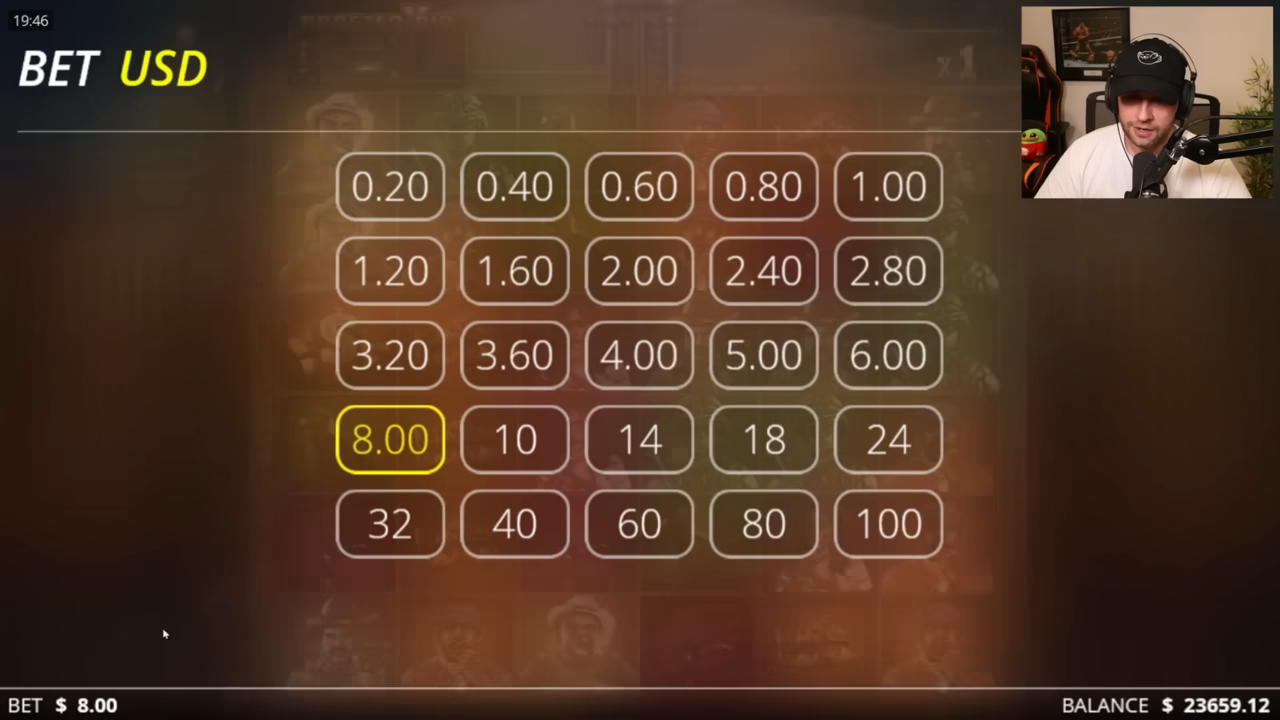 19:46
BET USD
x1
0.20 0.40 0.60 0.80 1.00
1.20 1.60 2.00 2.40 2.80
3.20 3.60 4.00 5.00 6.00
8.00 10 14 18 24
32 40 60 80 100
BET $ 8.00 BALANCE $ 23659.12